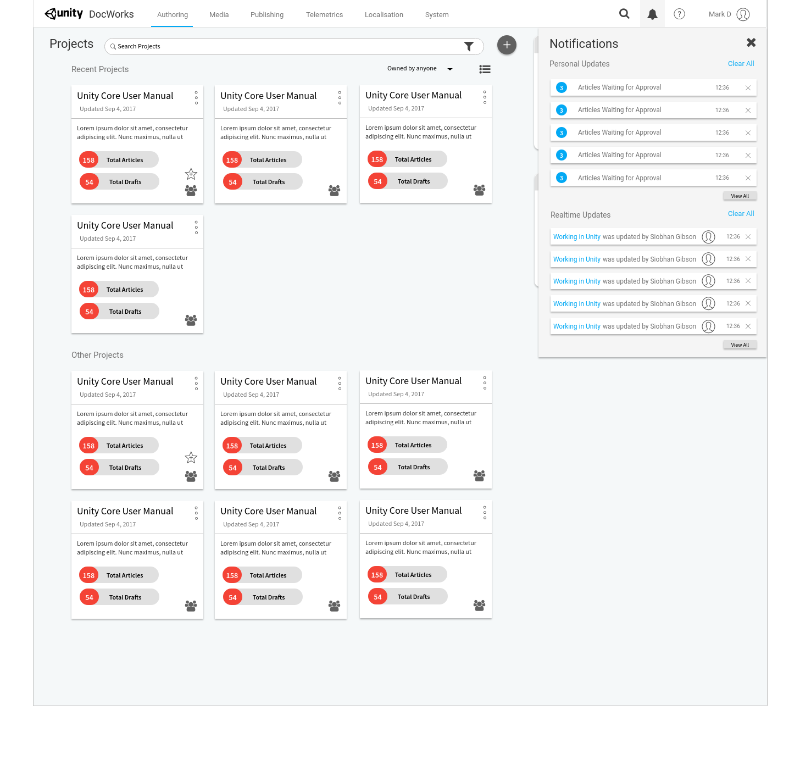 unity DocWorks Authoring Media Publishing Telemetrics Localisation System ? Mark D
Projects
Search Projects
+
Recent Projects
Owned by anyone
Unity Core User Manual
Updated Sep 4, 2017
Lorem ipsum dolor sit amet, consectetur
adipiscing elit. Nunc maximus, nulla ut
158 Total Articles
54 Total Drafts
Unity Core User Manual
Updated Sep 4, 2017
Lorem ipsum dolor sit amet, consectetur
adipiscing elit. Nunc maximus, nulla ut
158 Total Articles
54 Total Drafts
Unity Core User Manual
Updated Sep 4, 2017
Lorem ipsum dolor sit amet, consectetur
adipiscing elit. Nunc maximus, nulla ut
158 Total Articles
54 Total Drafts
Unity Core User Manual
Updated Sep 4, 2017
Lorem ipsum dolor sit amet, consectetur
adipiscing elit. Nunc maximus, nulla ut
158 Total Articles
54 Total Drafts
Other Projects
Unity Core User Manual
Updated Sep 4, 2017
Lorem ipsum dolor sit amet, consectetur
adipiscing elit. Nunc maximus, nulla ut
158 Total Articles
54 Total Drafts
Unity Core User Manual
Updated Sep 4, 2017
Lorem ipsum dolor sit amet, consectetur
adipiscing elit. Nunc maximus, nulla ut
158 Total Articles
54 Total Drafts
Unity Core User Manual
Updated Sep 4, 2017
Lorem ipsum dolor sit amet, consectetur
adipiscing elit. Nunc maximus, nulla ut
158 Total Articles
54 Total Drafts
Unity Core User Manual
Updated Sep 4, 2017
Lorem ipsum dolor sit amet, consectetur
adipiscing elit. Nunc maximus, nulla ut
158 Total Articles
54 Total Drafts
Unity Core User Manual
Updated Sep 4, 2017
Lorem ipsum dolor sit amet, consectetur
adipiscing elit. Nunc maximus, nulla ut
158 Total Articles
54 Total Drafts
Unity Core User Manual
Updated Sep 4, 2017
Lorem ipsum dolor sit amet, consectetur
adipiscing elit. Nunc maximus, nulla ut
158 Total Articles
54 Total Drafts
Notifications
Personal Updates Clear All
3 Articles Waiting for Approval 12:36
3 Articles Waiting for Approval 12:36
3 Articles Waiting for Approval 12:36
3 Articles Waiting for Approval 12:36
3 Articles Waiting for Approval 12:36
View All
Realtime Updates Clear All
Working in Unity was updated by Siobhan Gibson 12:36
Working in Unity was updated by Siobhan Gibson 12:36
Working in Unity was updated by Siobhan Gibson 12:36
Working in Unity was updated by Siobhan Gibson 12:36
Working in Unity was updated by Siobhan Gibson 12:36
View All